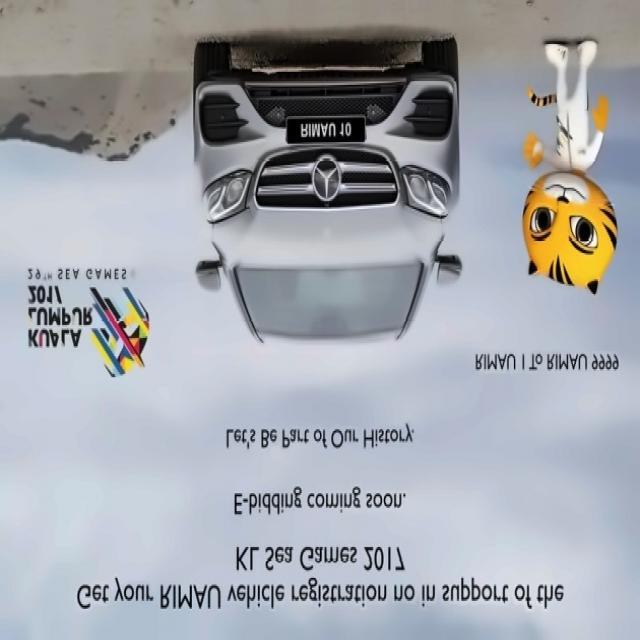 Get your RIMAU vehicle registration no in support of the
KL Sea Games 2017
E-bidding coming soon.
Let's Be Part of Our History.
RIMAU 1 To RIMAU 9999
KUALA
LUMPUR
2017
29TH SEA GAMES
RIMAU 10